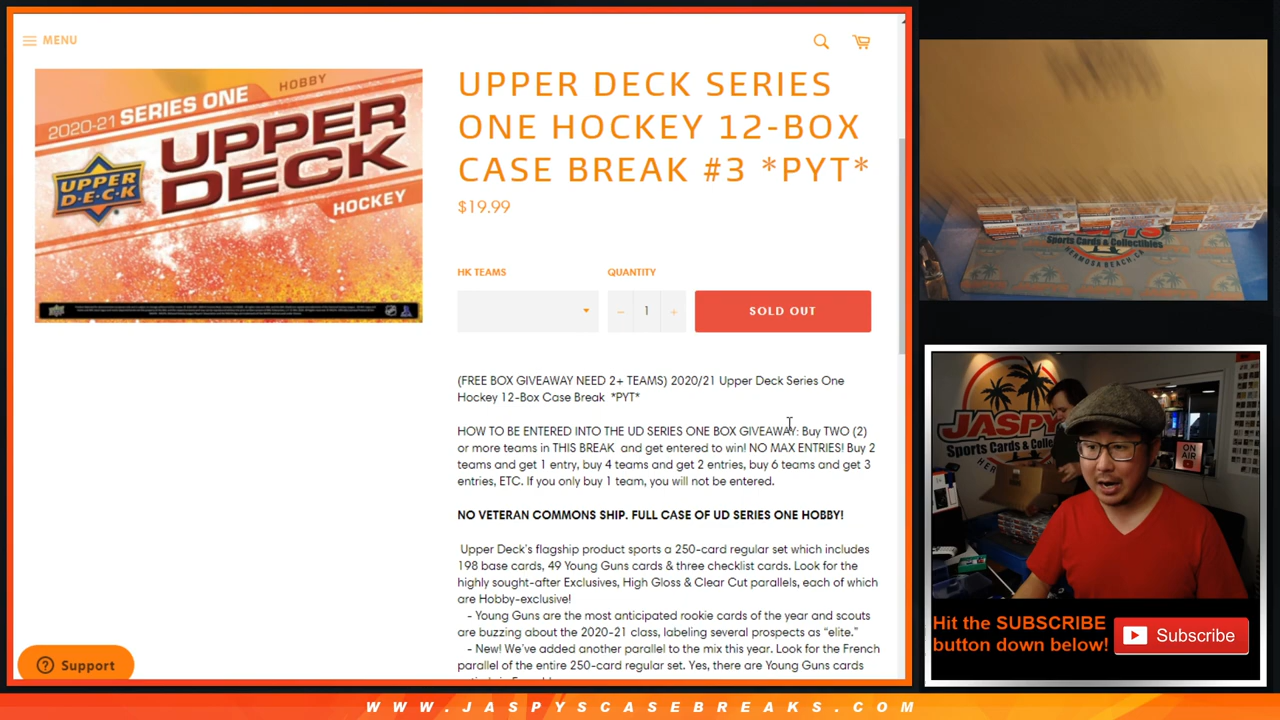 MENU
2020-21 SERIES ONE HOBBY
UPPER DECK
UPPER
D·E·C·K
HOCKEY
UPPER DECK SERIES
ONE HOCKEY 12-BOX
CASE BREAK #3 *PYT*
$19.99
HK TEAMS
QUANTITY
− 1 +
SOLD OUT
(FREE BOX GIVEAWAY NEED 2+ TEAMS) 2020/21 Upper Deck Series One
Hockey 12-Box Case Break *PYT*
HOW TO BE ENTERED INTO THE UD SERIES ONE BOX GIVEAWAY: Buy TWO (2)
or more teams in THIS BREAK and get entered to win! NO MAX ENTRIES! Buy 2
teams and get 1 entry, buy 4 teams and get 2 entries, buy 6 teams and get 3
entries, ETC. If you only buy 1 team, you will not be entered.
NO VETERAN COMMONS SHIP. FULL CASE OF UD SERIES ONE HOBBY!
Upper Deck's flagship product sports a 250-card regular set which includes
198 base cards, 49 Young Guns cards & three checklist cards. Look for the
highly sought-after Exclusives, High Gloss & Clear Cut parallels, each of which
are Hobby-exclusive!
- Young Guns are the most anticipated rookie cards of the year and scouts
are buzzing about the 2020-21 class, labeling several prospects as "elite."
- New! We've added another parallel to the mix this year. Look for the French
parallel of the entire 250-card regular set. Yes, there are Young Guns cards
Support
JASPYS
Sports Cards & Collectibles
HERMOSA BEACH, CA
JASPY
Sports Cards & Colle
ON
AIR
Hit the SUBSCRIBE
button down below!
Subscribe
WWW.JASPYSCASEBREAKS.COM